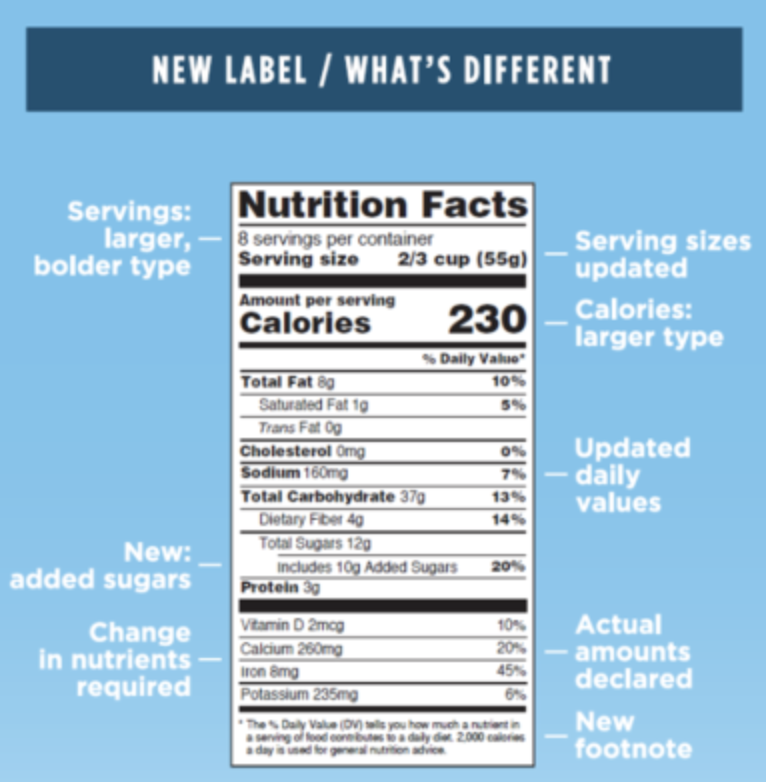 NEW LABEL / WHAT'S DIFFERENT
Servings:
larger,
bolder type
Nutrition Facts
8 servings per container
Serving size 2/3 cup (55g)
Serving sizes
updated
Amount per serving
Calories 230
Calories:
larger type
% Daily Value*
Total Fat 8g 10%
Saturated Fat 1g 5%
Trans Fat 0g
Cholesterol 0mg 0%
Sodium 160mg 7%
Total Carbohydrate 37g 13%
Dietary Fiber 4g 14%
Total Sugars 12g
Includes 10g Added Sugars 20%
Protein 3g
Updated
daily
values
New:
added sugars
Vitamin D 2mcg 10%
Calcium 260mg 20%
Iron 8mg 45%
Potassium 235mg 6%
Change
in nutrients
required
Actual
amounts
declared
* The % Daily Value (DV) tells you how much a nutrient in
a serving of food contributes to a daily diet. 2,000 calories
a day is used for general nutrition advice.
New
footnote